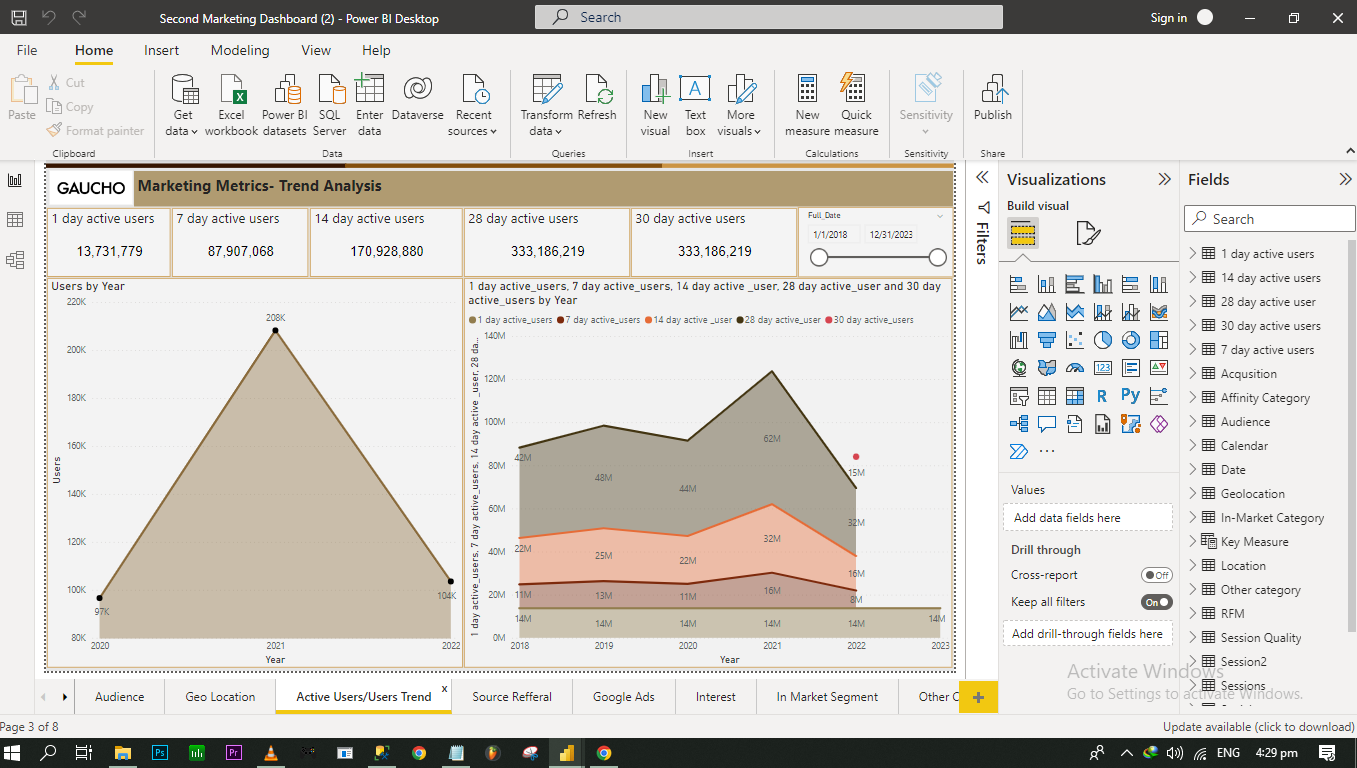 Second Marketing Dashboard (2) - Power BI Desktop
Search
Sign in
File Home Insert Modeling View Help
Paste
Cut
Copy
Format painter
Clipboard
Get data
Excel workbook
Power BI datasets
SQL Server
Enter data
Dataverse
Recent sources
Data
Transform data
Refresh
Queries
New visual
Text box
More visuals
Insert
New measure
Quick measure
Calculations
Sensitivity
Sensitivity
Publish
Share
GAUCHO
Marketing Metrics- Trend Analysis
1 day active users
13,731,779
7 day active users
87,907,068
14 day active users
170,928,880
28 day active users
333,186,219
30 day active users
333,186,219
Full_Date
1/1/2018 12/31/2023
Users by Year
220K
200K
180K
160K
140K
120K
100K
80K
Users
208K
97K
104K
2020 2021 2022
Year
1 day active_users, 7 day active_users, 14 day active _user, 28 day active_user and 30 day
active_users by Year
1 day active_users 7 day active_users 14 day active _user 28 day active_user 30 day active_users
1 day active_users, 7 day active_users, 14 day active _user, 28 da...
140M
120M
100M
80M
60M
40M
20M
0M
42M 48M 44M 62M 32M
15M
22M 25M 22M 32M 16M
11M 13M 11M 16M 8M
14M 14M 14M 14M 14M 14M
2018 2019 2020 2021 2022 2023
Year
Filters
Visualizations
Build visual
123
R Py
...
Values
Add data fields here
Drill through
Cross-report
Off
Keep all filters
On
Add drill-through fields here
Fields
Search
1 day active users
14 day active users
28 day active user
30 day active users
7 day active users
Acqusition
Affinity Category
Audience
Calendar
Date
Geolocation
In-Market Category
Key Measure
Location
Other category
RFM
Session Quality
Session2
Sessions
Activate Windows
Go to Settings to activate Windows.
Audience
Geo Location
Active Users/Users Trend
x
Source Refferal
Google Ads
Interest
In Market Segment
Other C
+
Page 3 of 8
Update available (click to download)
Ps
Pr
ENG
4:29 pm